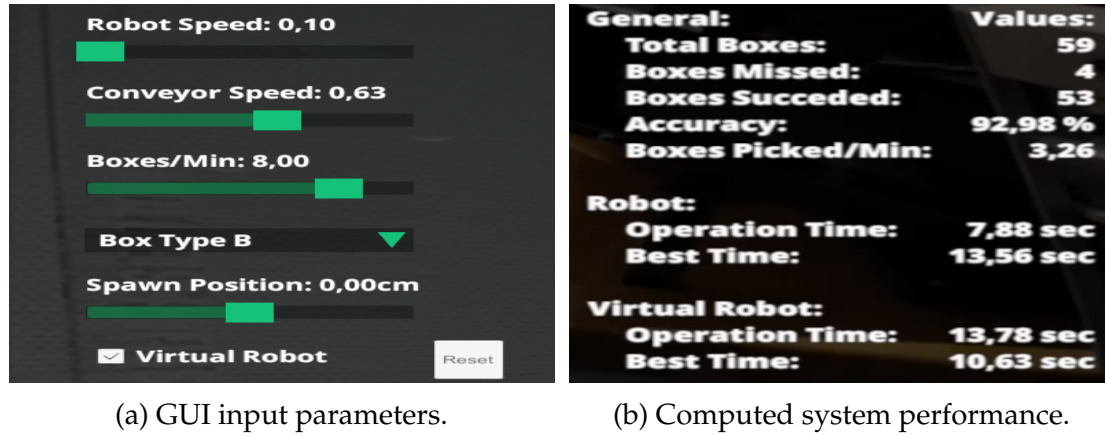 Robot Speed: 0,10
Conveyor Speed: 0,63
Boxes/Min: 8,00
Box Type B
Spawn Position: 0,00cm
Virtual Robot
Reset
(a) GUI input parameters.
General: Values:
Total Boxes: 59
Boxes Missed: 4
Boxes Succeded: 53
Accuracy: 92,98 %
Boxes Picked/Min: 3,26
Robot:
Operation Time: 7,88 sec
Best Time: 13,56 sec
Virtual Robot:
Operation Time: 13,78 sec
Best Time: 10,63 sec
(b) Computed system performance.